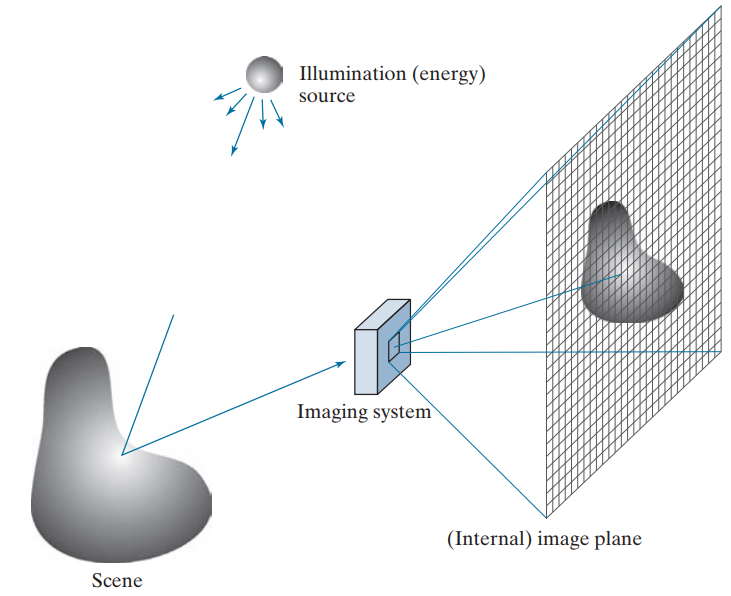 Illumination (energy)
source
Imaging system
(Internal) image plane
Scene